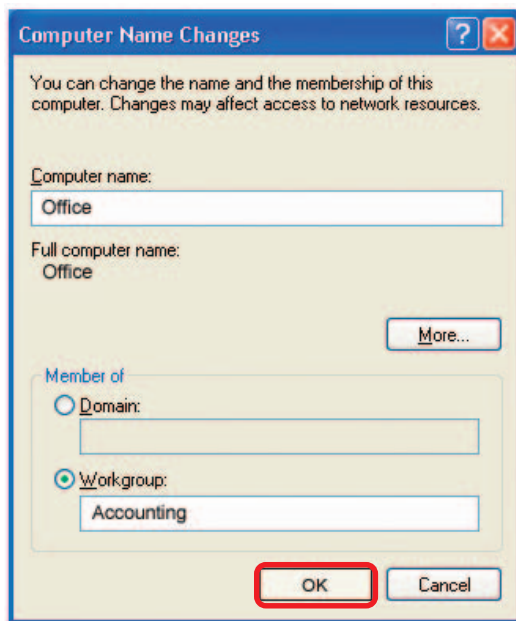 Computer Name Changes
?
You can change the name and the membership of this
computer. Changes may affect access to network resources.
Computer name:
Office
Full computer name:
Office
More...
Member of
Domain:
Workgroup:
Accounting
OK
Cancel